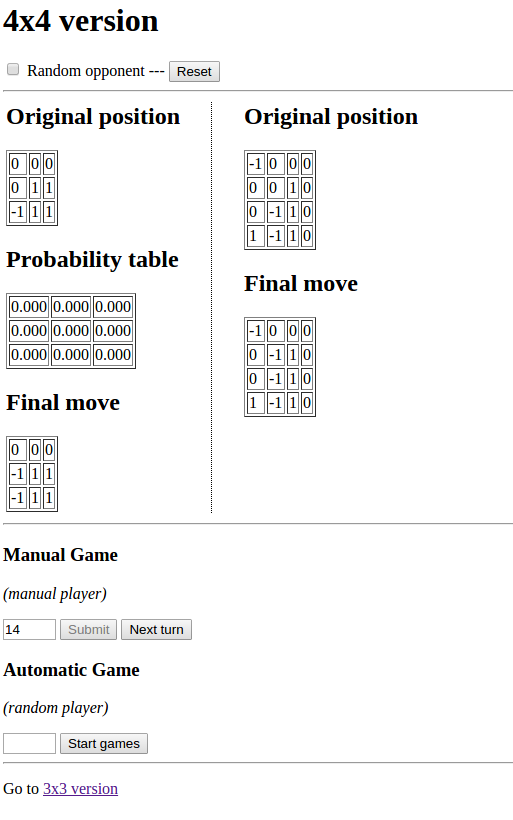 4x4 version
Random opponent --- Reset
Original position
0 0 0
0 1 1
-1 1 1
Probability table
0.000 0.000 0.000
0.000 0.000 0.000
0.000 0.000 0.000
Final move
0 0 0
-1 1 1
-1 1 1
Original position
-1 0 0 0
0 0 1 0
0 -1 1 0
1 -1 1 0
Final move
-1 0 0 0
0 -1 1 0
0 -1 1 0
1 -1 1 0
Manual Game
(manual player)
14 Submit Next turn
Automatic Game
(random player)
Start games
Go to 3x3 version